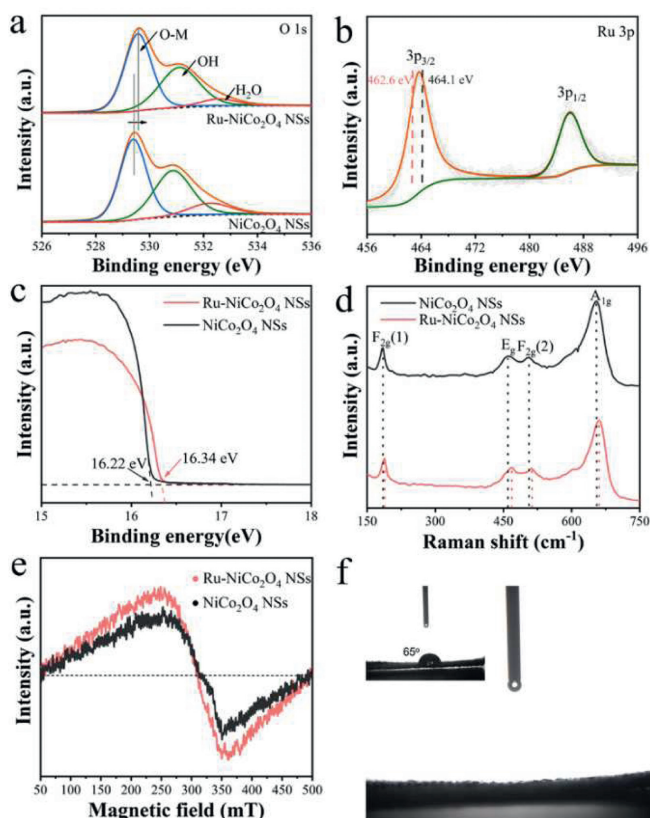 a
O 1s
O-M
OH
H₂O
Ru-NiCo₂O₄ NSs
NiCo₂O₄ NSs
Intensity (a.u.)
526 528 530 532 534 536
Binding energy (eV)
b
Ru 3p
3p₃/₂
462.6 eV
464.1 eV
3p₁/₂
Intensity (a.u.)
456 464 472 480 488 496
Binding energy (eV)
c
Ru-NiCo₂O₄ NSs
NiCo₂O₄ NSs
16.22 eV
16.34 eV
Intensity (a.u.)
15 16 17 18
Binding energy(eV)
d
NiCo₂O₄ NSs
Ru-NiCo₂O₄ NSs
F₂g(1)
Eg
F₂g(2)
A₁g
Intensity (a.u.)
150 300 450 600 750
Raman shift (cm⁻¹)
e
Ru-NiCo₂O₄ NSs
NiCo₂O₄ NSs
Intensity (a.u.)
50 100 150 200 250 300 350 400 450 500
Magnetic field (mT)
f
65°